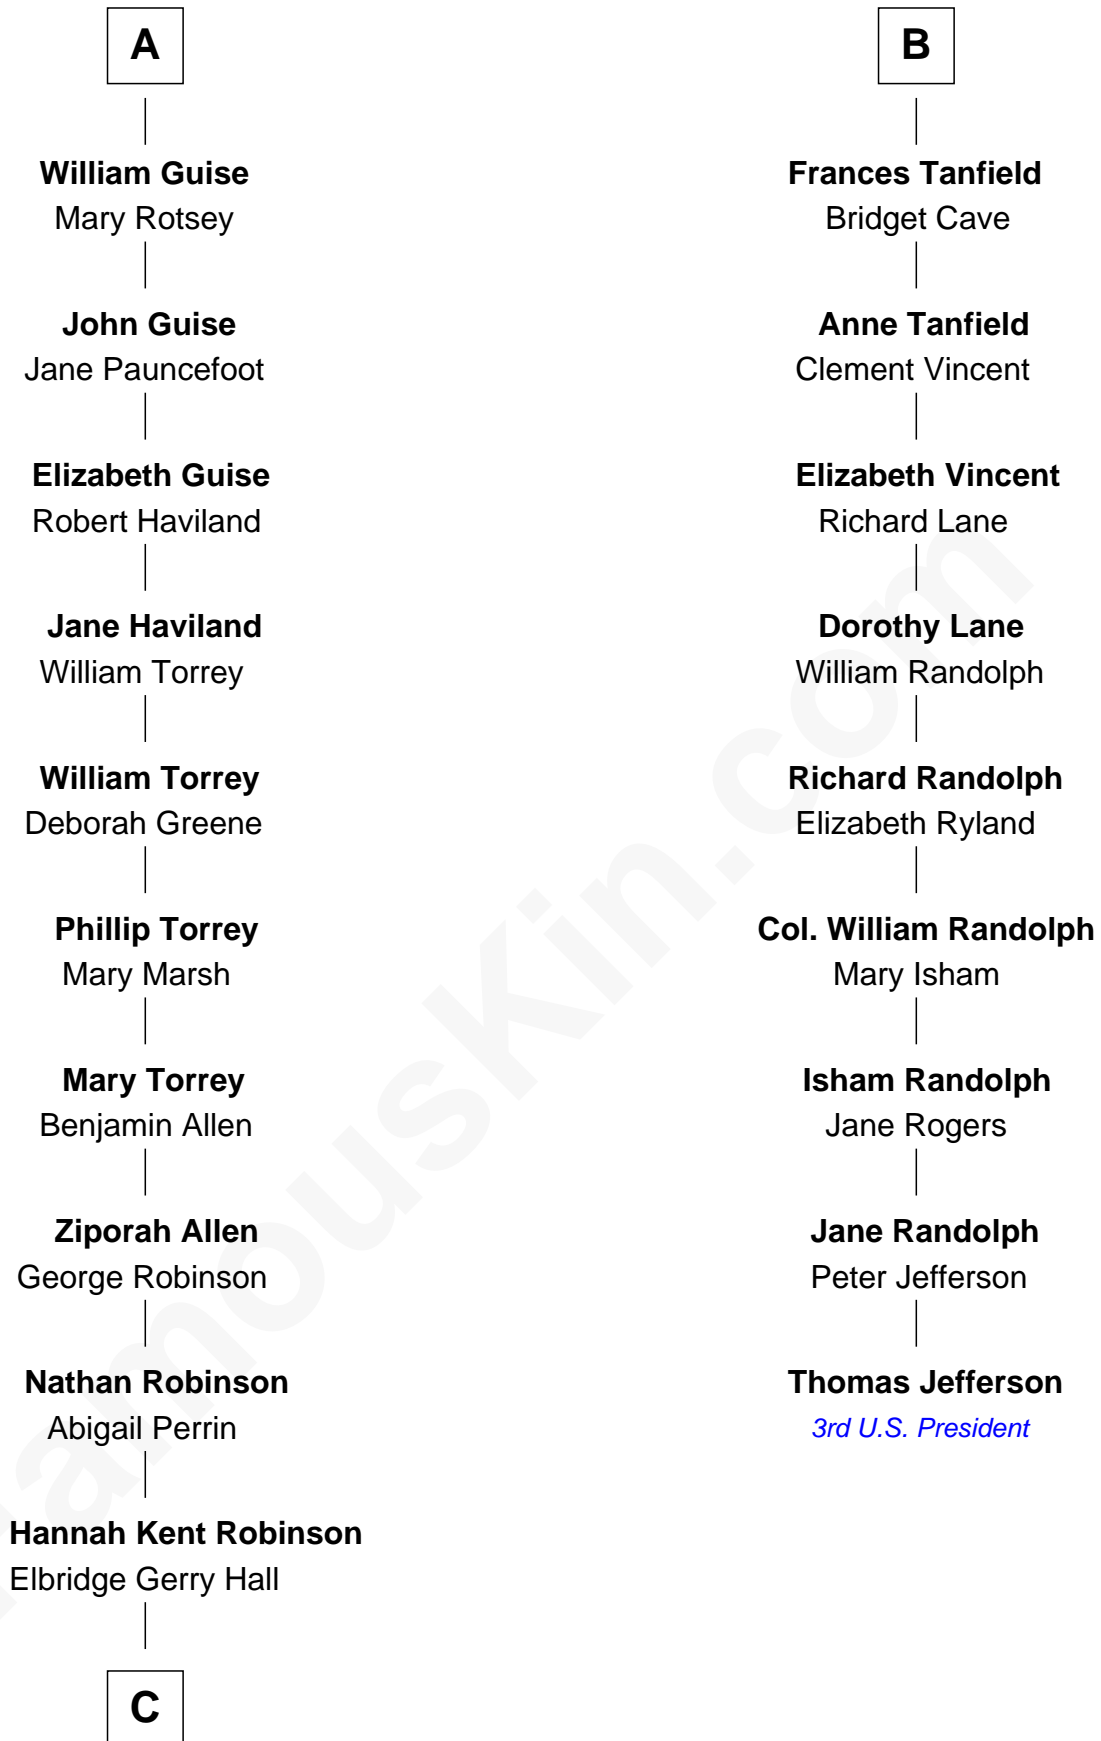 A
William Guise
Mary Rotsey
John Guise
Jane Pauncefoot
Elizabeth Guise
Robert Haviland
Jane Haviland
William Torrey
William Torrey
Deborah Greene
Phillip Torrey
Mary Marsh
Mary Torrey
Benjamin Allen
Ziporah Allen
George Robinson
Nathan Robinson
Abigail Perrin
Hannah Kent Robinson
Elbridge Gerry Hall
C
B
Frances Tanfield
Bridget Cave
Anne Tanfield
Clement Vincent
Elizabeth Vincent
Richard Lane
Dorothy Lane
William Randolph
Richard Randolph
Elizabeth Ryland
Col. William Randolph
Mary Isham
Isham Randolph
Jane Rogers
Jane Randolph
Peter Jefferson
Thomas Jefferson
3rd U.S. President
FamousKin.com